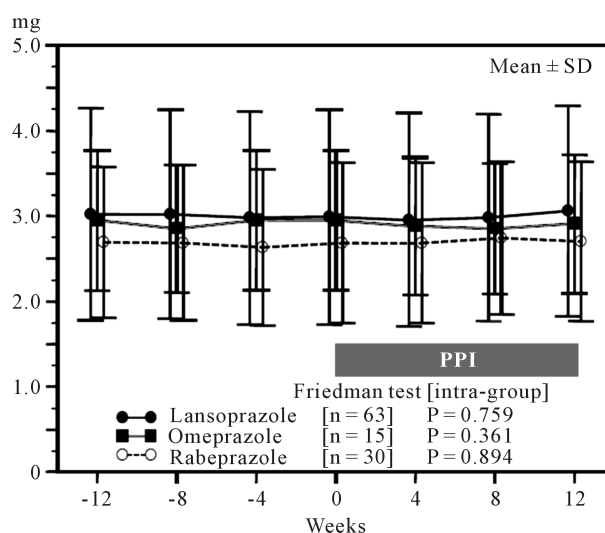 mg
5.0
Mean ± SD
4.0
3.0
2.0
PPI
1.0
Friedman test [intra-group]
Lansoprazole [n = 63] P = 0.759
Omeprazole [n = 15] P = 0.361
Rabeprazole [n = 30] P = 0.894
0
-12 -8 -4 0 4 8 12
Weeks